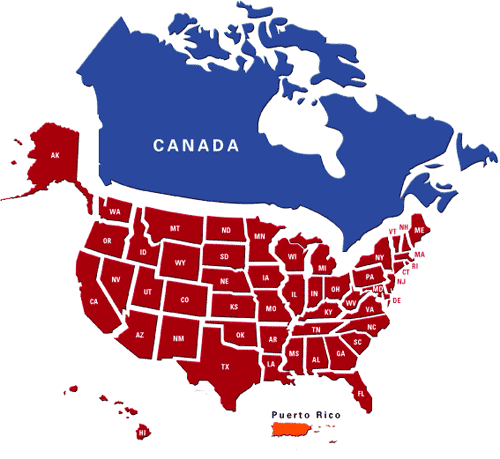 CANADA
AK
WA
MT
ND
MN
OR
ID
WY
SD
WI
MI
VT
NH
ME
NY
MA
RI
CT
NV
UT
CO
NE
IA
IL
IN
OH
PA
NJ
MD
DE
CA
KS
MO
KY
WV
VA
AZ
NM
OK
AR
TN
NC
SC
TX
LA
MS
AL
GA
FL
HI
Puerto Rico